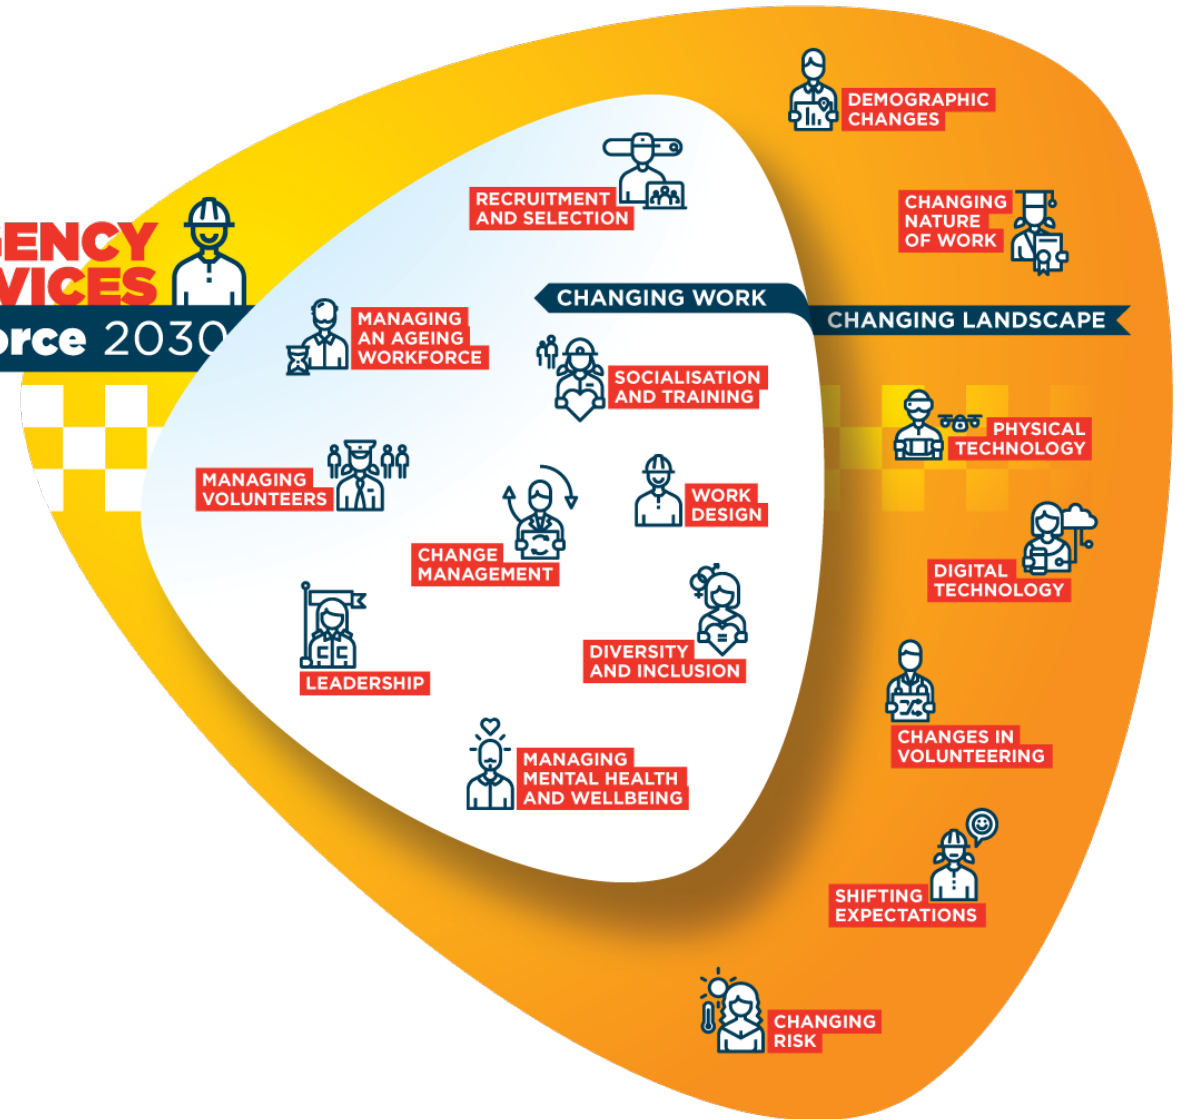 GENCY
VICES
orce 2030
RECRUITMENT
AND SELECTION
CHANGING WORK
MANAGING
AN AGEING
WORKFORCE
SOCIALISATION
AND TRAINING
MANAGING
VOLUNTEERS
WORK
DESIGN
CHANGE
MANAGEMENT
DIVERSITY
AND INCLUSION
LEADERSHIP
MANAGING
MENTAL HEALTH
AND WELLBEING
DEMOGRAPHIC
CHANGES
CHANGING
NATURE
OF WORK
CHANGING LANDSCAPE
PHYSICAL
TECHNOLOGY
DIGITAL
TECHNOLOGY
CHANGES IN
VOLUNTEERING
SHIFTING
EXPECTATIONS
CHANGING
RISK